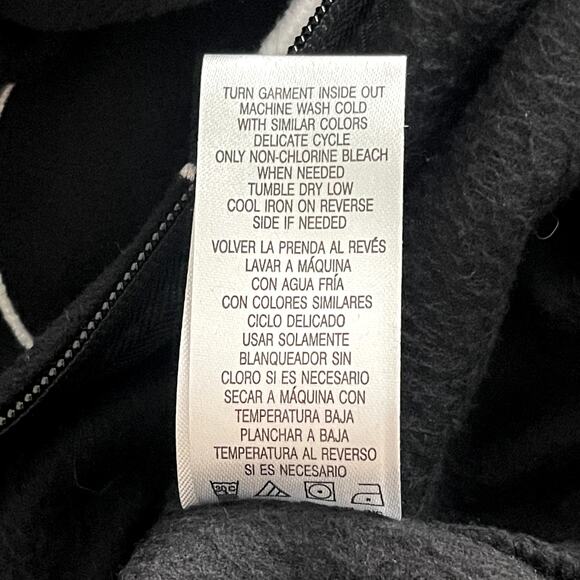 TURN GARMENT INSIDE OUT
MACHINE WASH COLD
WITH SIMILAR COLORS
DELICATE CYCLE
ONLY NON-CHLORINE BLEACH
WHEN NEEDED
TUMBLE DRY LOW
COOL IRON ON REVERSE
SIDE IF NEEDED
VOLVER LA PRENDA AL REVÉS
LAVAR A MÁQUINA
CON AGUA FRÍA
CON COLORES SIMILARES
CICLO DELICADO
USAR SOLAMENTE
BLANQUEADOR SIN
CLORO SI ES NECESARIO
SECAR A MÁQUINA CON
TEMPERATURA BAJA
PLANCHAR A BAJA
TEMPERATURA AL REVERSO
SI ES NECESARIO
30 C